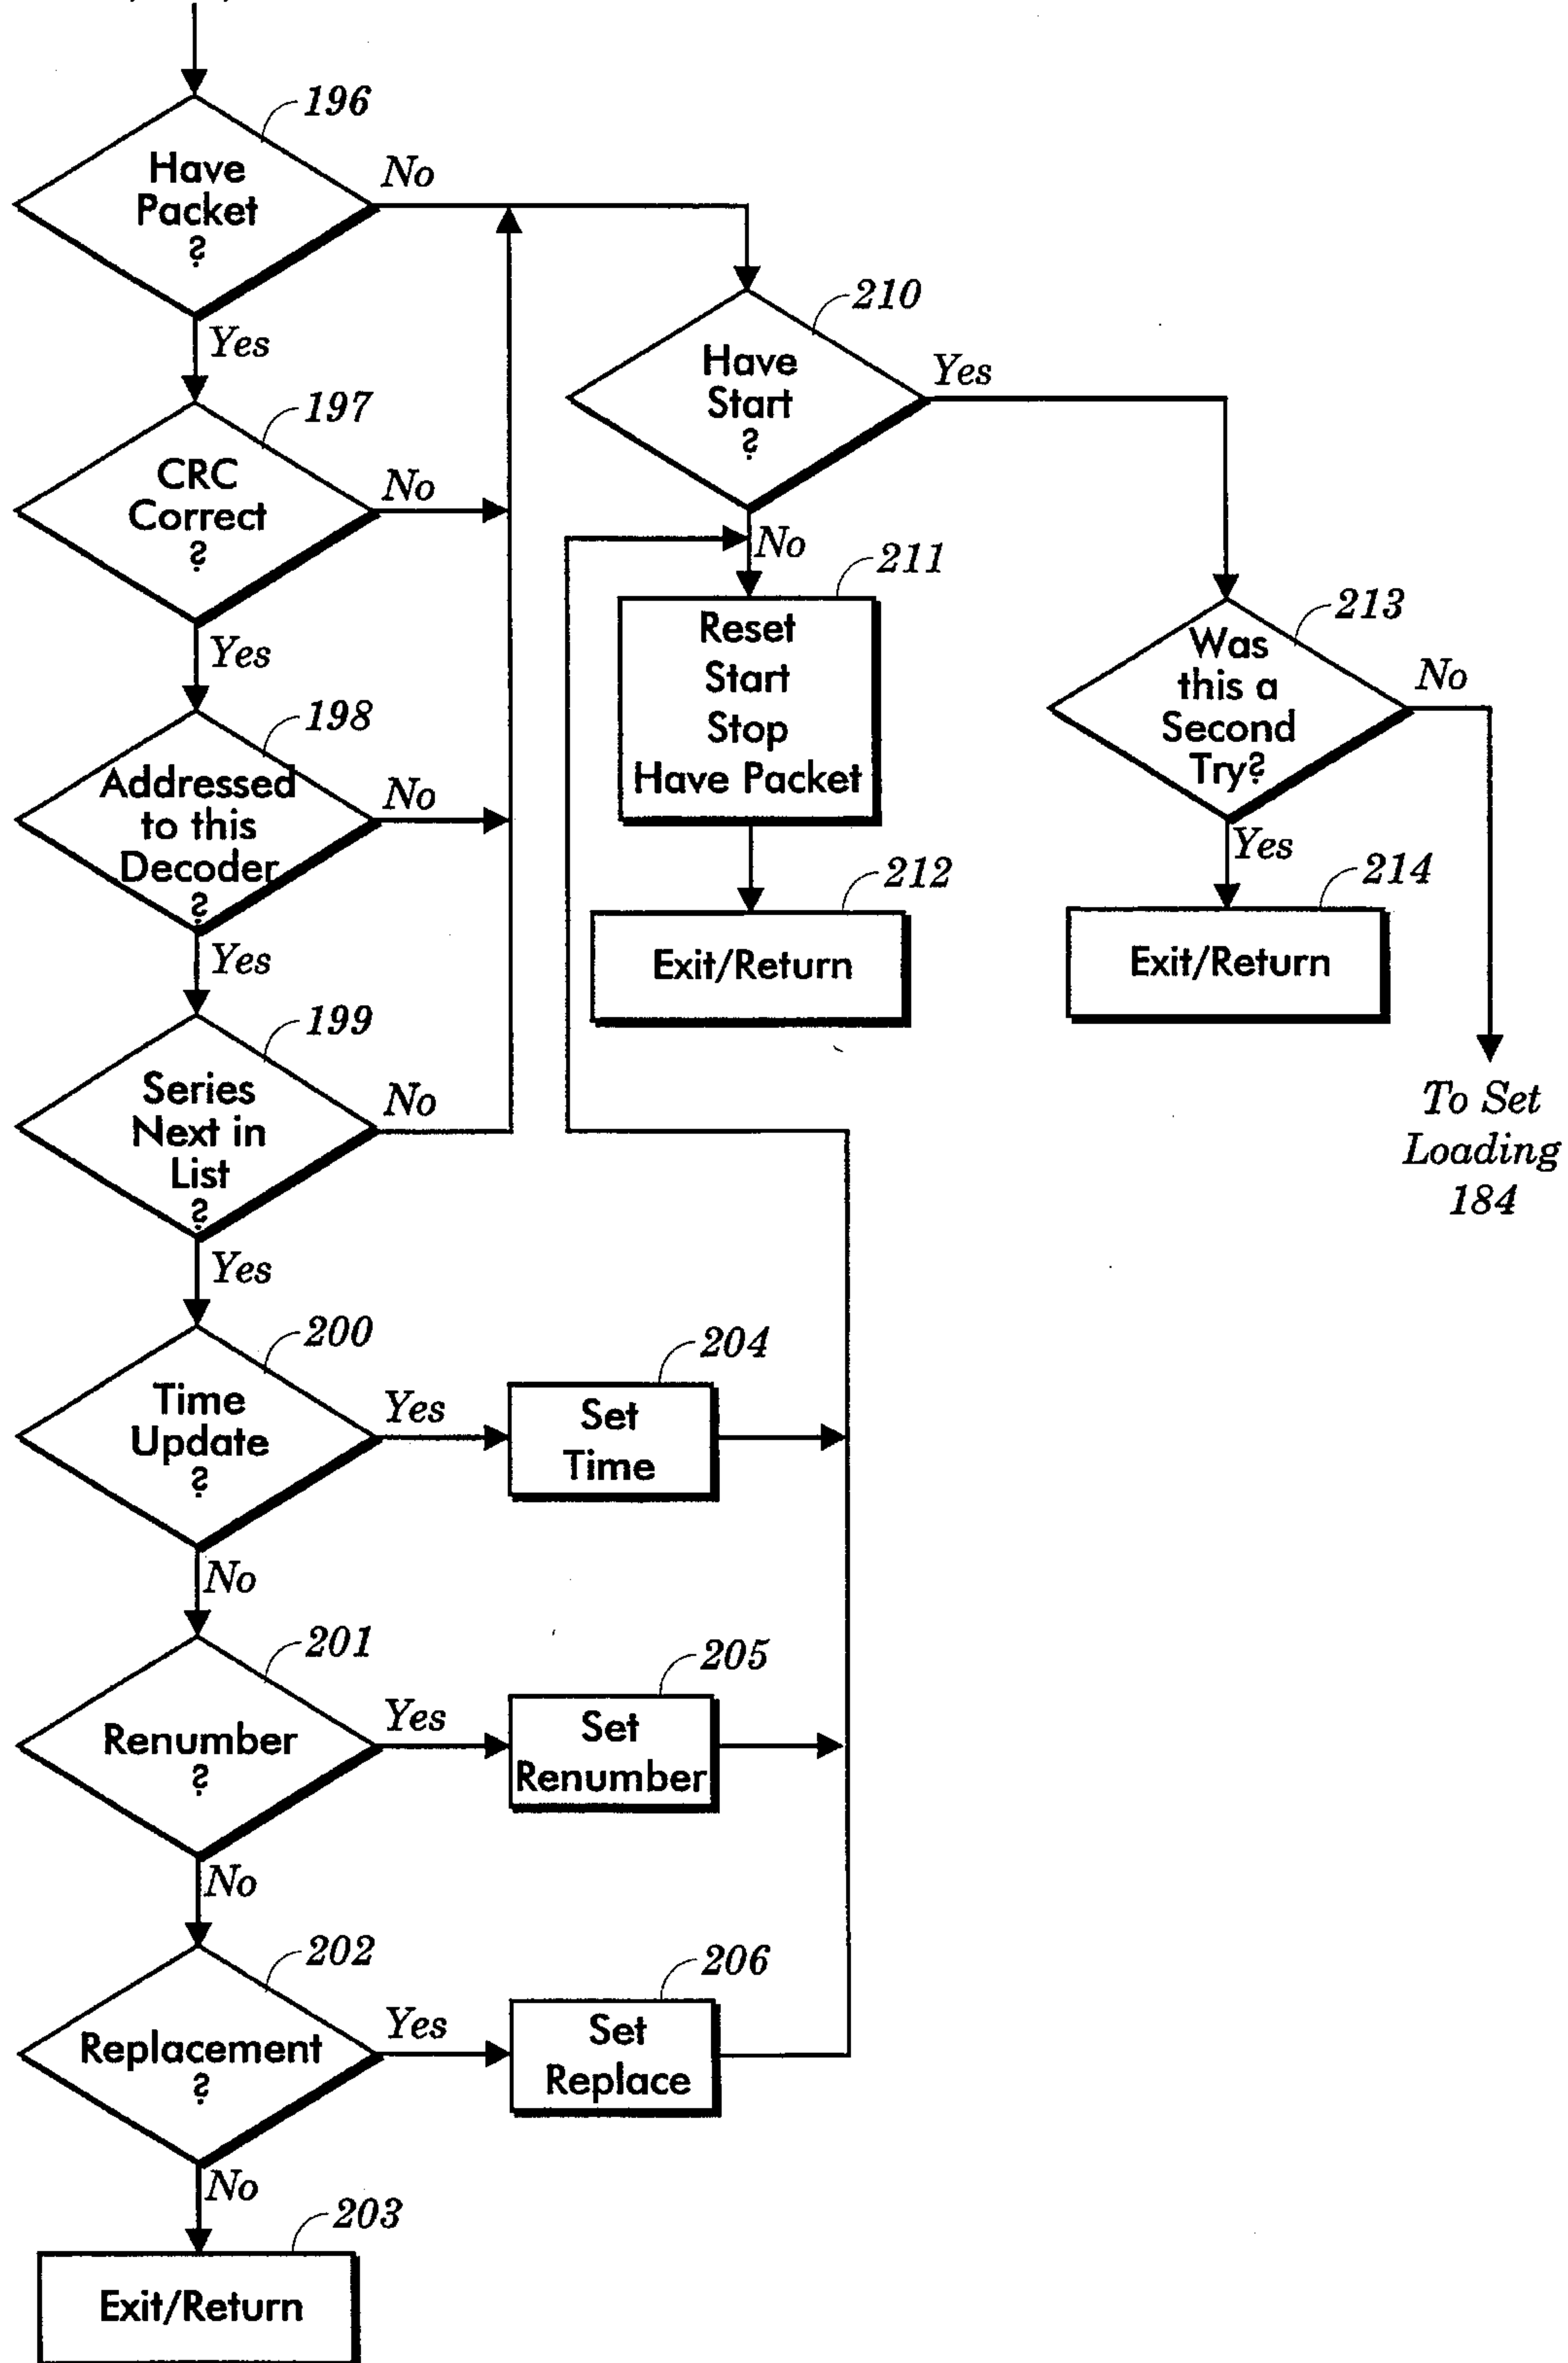 196
Have
Packet
?
No
Yes
197
CRC
Correct
?
No
Yes
198
Addressed
to this
Decoder
?
No
Yes
199
Series
Next in
List
?
No
Yes
200
Time
Update
?
Yes
204
Set
Time
No
201
Renumber
?
Yes
205
Set
Renumber
No
202
Replacement
?
Yes
206
Set
Replace
No
203
Exit/Return
210
Have
Start
?
Yes
No
211
Reset
Start
Stop
Have Packet
212
Exit/Return
213
Was
this a
Second
Try?
No
Yes
214
Exit/Return
To Set
Loading
184